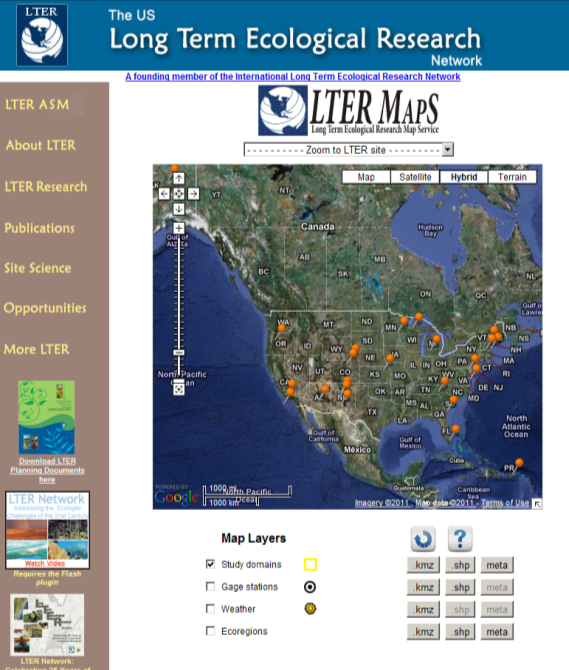 LTER
The US
Long Term Ecological Research
Network
A founding member of the International Long Term Ecological Research Network
LTER ASM
About LTER
LTER Research
Publications
Site Science
Opportunities
More LTER
Download LTER
Planning Documents
here
LTER Network
Addressing the Ecological
Challenges of the 21st Century
Watch Video
Requires the Flash
plugin
LTER Network:
LTER MAPS
Long Term Ecological Research Map Service
- - - - - - - - - - Zoom to LTER site - - - - - - - - -
Map
Satellite
Hybrid
Terrain
YT
NT
Gulf of
Canada
Hudson
Bay
AB
MB
BC
SK
NL
ON
QC
Gulf of
WA
MT
ND
MN
NB
OR
ID
SD
WI
VT
NS
WY
NE
IA
NY
NH
MA
NV
UT
CO
IL
IN
OH
PA
CT
RI
KS
MO
KY
WV
VA
DE
NJ
CA
AZ
OK
AR
TN
NC
MD
MS
AL
GA
TX
LA
FL
North Pacific
North
Atlantic
Ocean
Gulf of
California
Gulf of
Mexico
México
Cuba
PR
Guatemala
Caribbean
Sea
POWERED BY
Google
1000 mi
1000 km
North Pacific
Ocean
Imagery ©2011 , Map data ©2011 - Terms of Use
Map Layers
?
Study domains
.kmz
.shp
meta
Gage stations
.kmz
.shp
meta
Weather
.kmz
.shp
meta
Ecoregions
.kmz
.shp
meta